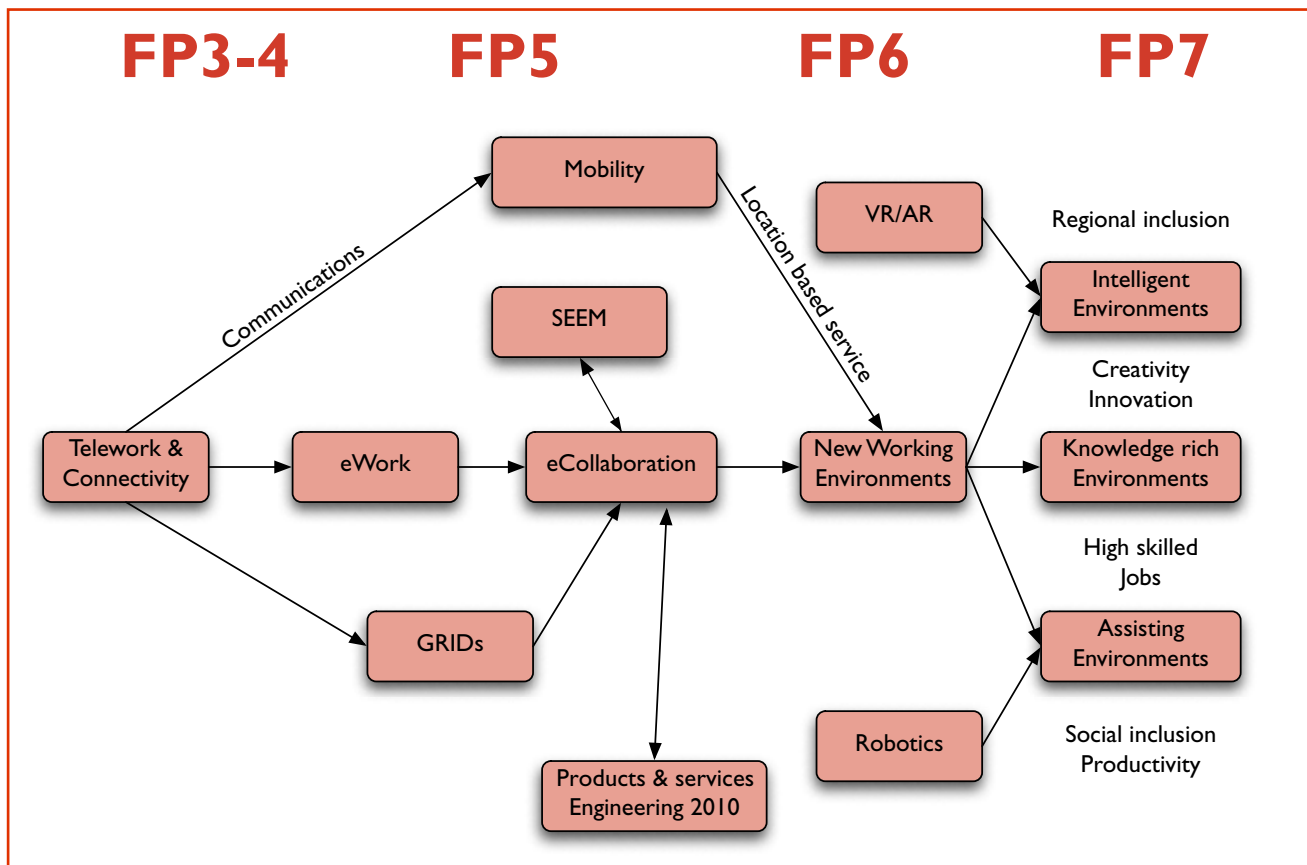 FP3-4
FP5
FP6
FP7
Mobility
VR/AR
Regional inclusion
Communications
Location based service
SEEM
Intelligent
Environments
Creativity
Innovation
Telework &
Connectivity
eWork
eCollaboration
New Working
Environments
Knowledge rich
Environments
High skilled
Jobs
GRIDs
Assisting
Environments
Robotics
Social inclusion
Productivity
Products & services
Engineering 2010